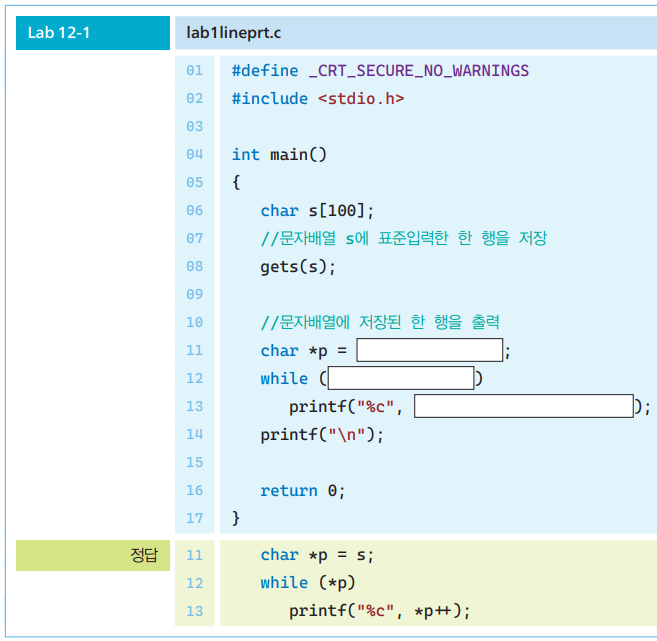 Lab 12-1 lab1lineprt.c
01 #define _CRT_SECURE_NO_WARNINGS
02 #include <stdio.h>
03
04 int main()
05 {
06 char s[100];
07 //문자배열 s에 표준입력한 한 행을 저장
08 gets(s);
09
10 //문자배열에 저장된 한 행을 출력
11 char *p = ;
12 while ( )
13 printf("%c", );
14 printf("\n");
15
16 return 0;
17 }
정답 11 char *p = s;
12 while (*p)
13 printf("%c", *p++);